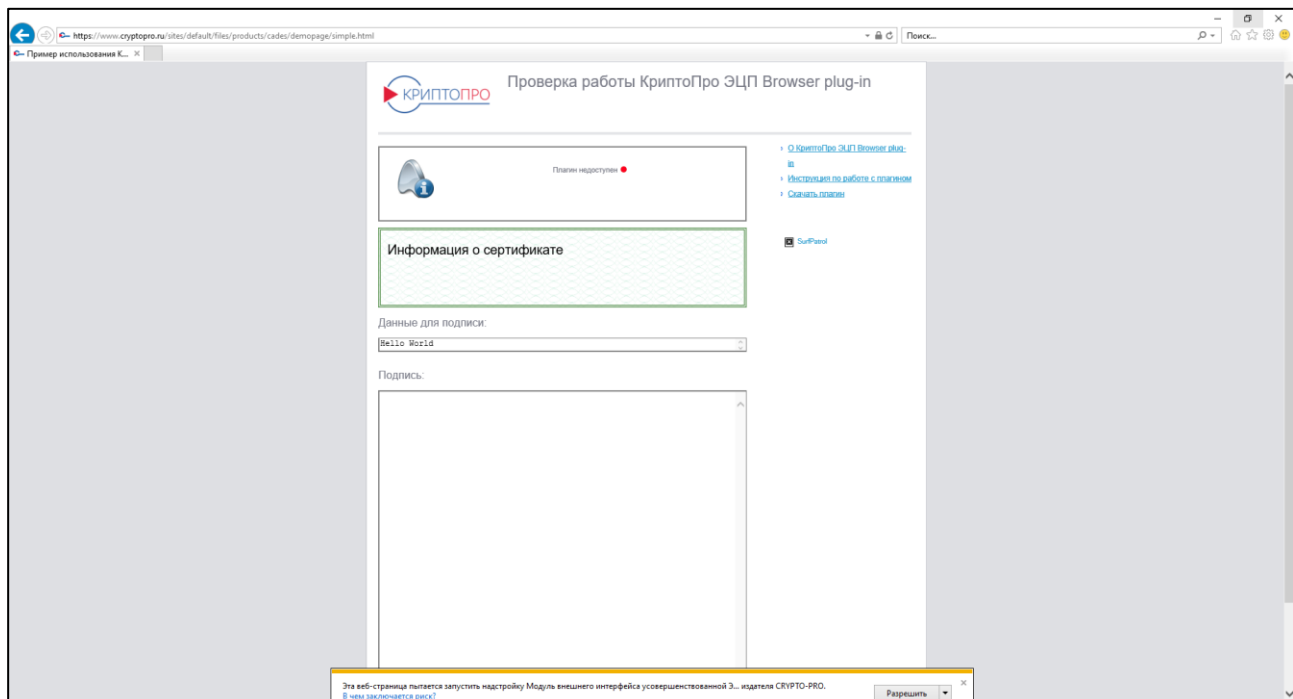 https://www.cryptopro.ru/sites/default/files/products/cades/demopage/simple.html
Поиск...
Пример использования К...
КРИПТОПРО
Проверка работы КриптоПро ЭЦП Browser plug-in
Плагин недоступен
О КриптоПро ЭЦП Browser plug-
in
Инструкция по работе с плагином
Скачать плагин
SurfPatrol
Информация о сертификате
Данные для подписи:
Hello World
Подпись:
Эта веб-страница пытается запустить надстройку Модуль внешнего интерфейса усовершенствованной Э... издателя CRYPTO-PRO.
В чем заключается риск?
Разрешить